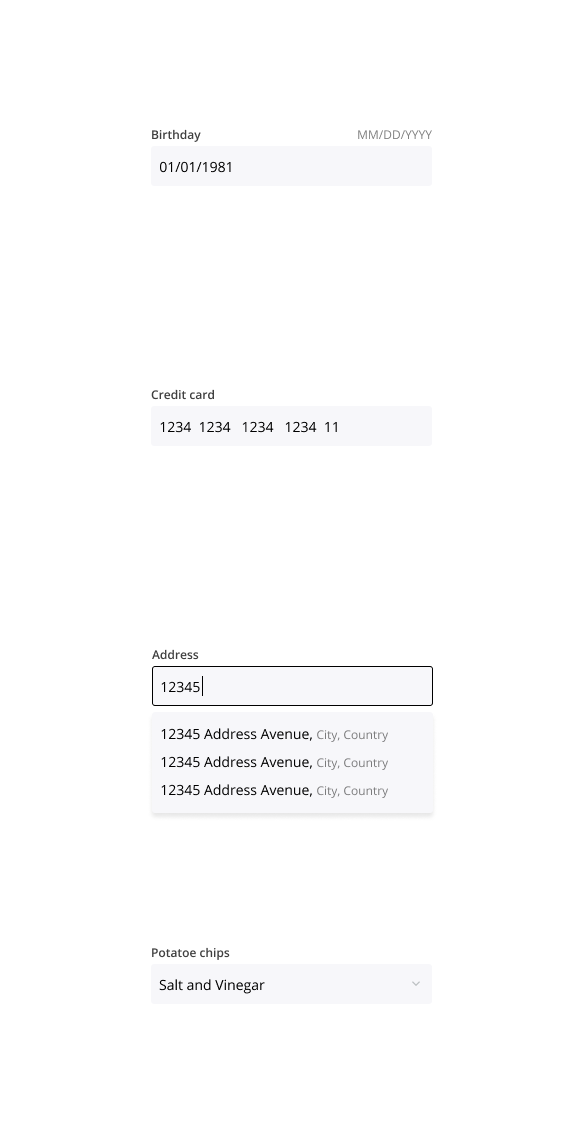 Birthday MM/DD/YYYY
01/01/1981
Credit card
1234 1234 1234 1234 11
Address
12345
12345 Address Avenue, City, Country
12345 Address Avenue, City, Country
12345 Address Avenue, City, Country
Potatoe chips
Salt and Vinegar